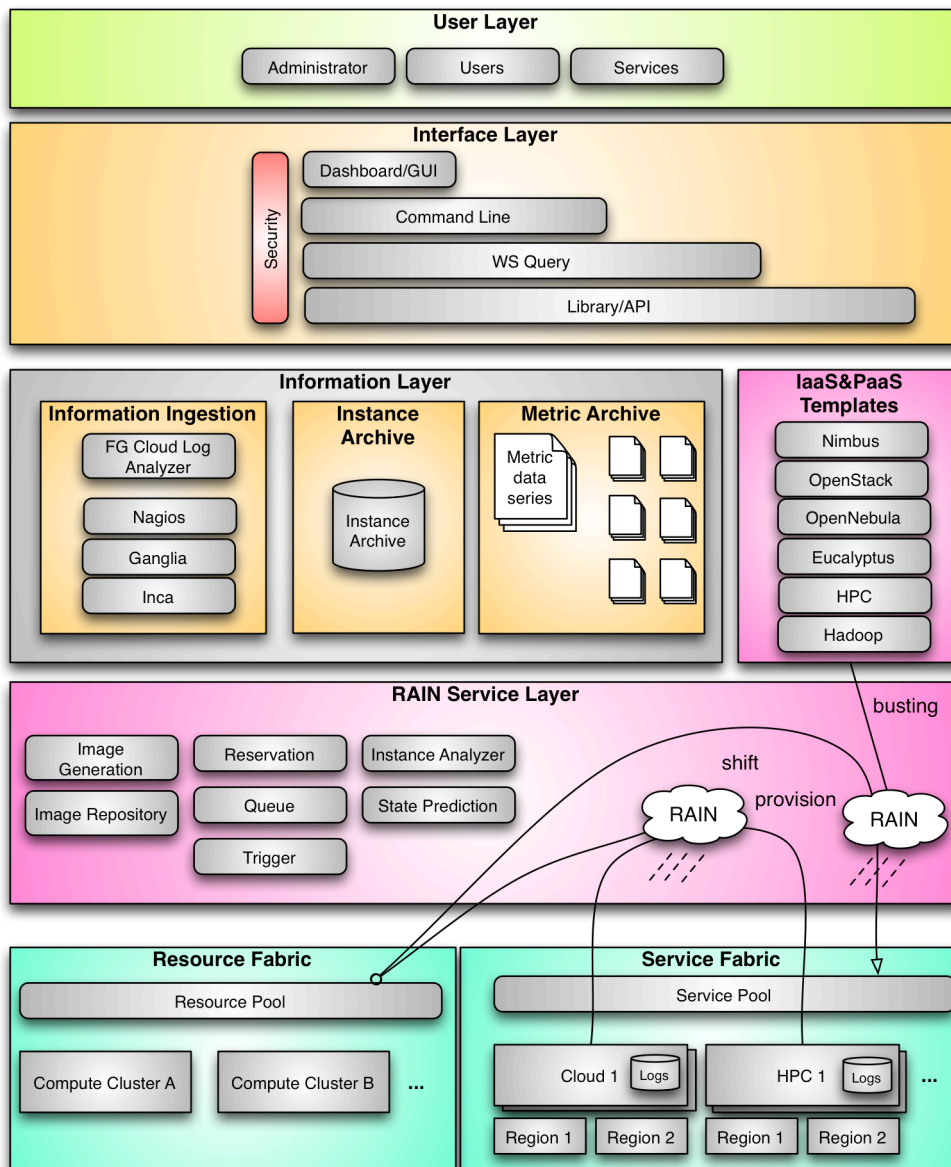 User Layer
Administrator
Users
Services
Interface Layer
Security
Dashboard/GUI
Command Line
WS Query
Library/API
Information Layer
Information Ingestion
FG Cloud Log
Analyzer
Nagios
Ganglia
Inca
Instance
Archive
Instance
Archive
Metric Archive
Metric
data
series
IaaS&PaaS
Templates
Nimbus
OpenStack
OpenNebula
Eucalyptus
HPC
Hadoop
RAIN Service Layer
busting
Image
Generation
Reservation
Instance Analyzer
Image Repository
Queue
State Prediction
Trigger
shift
provision
RAIN
RAIN
Resource Fabric
Resource Pool
Compute Cluster A
Compute Cluster B
...
Service Fabric
Service Pool
Cloud 1
Logs
HPC 1
Logs
...
Region 1
Region 2
Region 1
Region 2